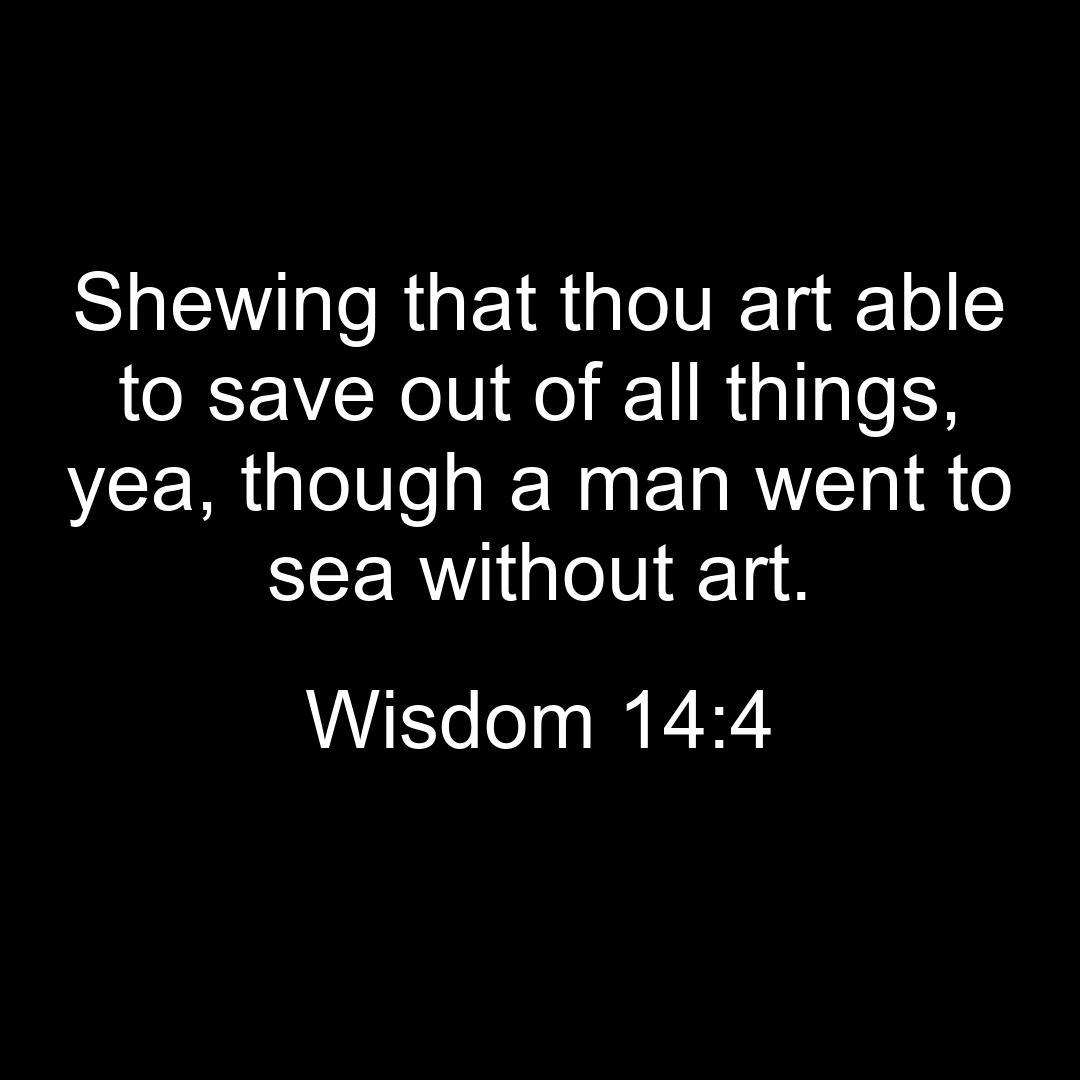 Shewing that thou art able
to save out of all things,
yea, though a man went to
sea without art.
Wisdom 14:4